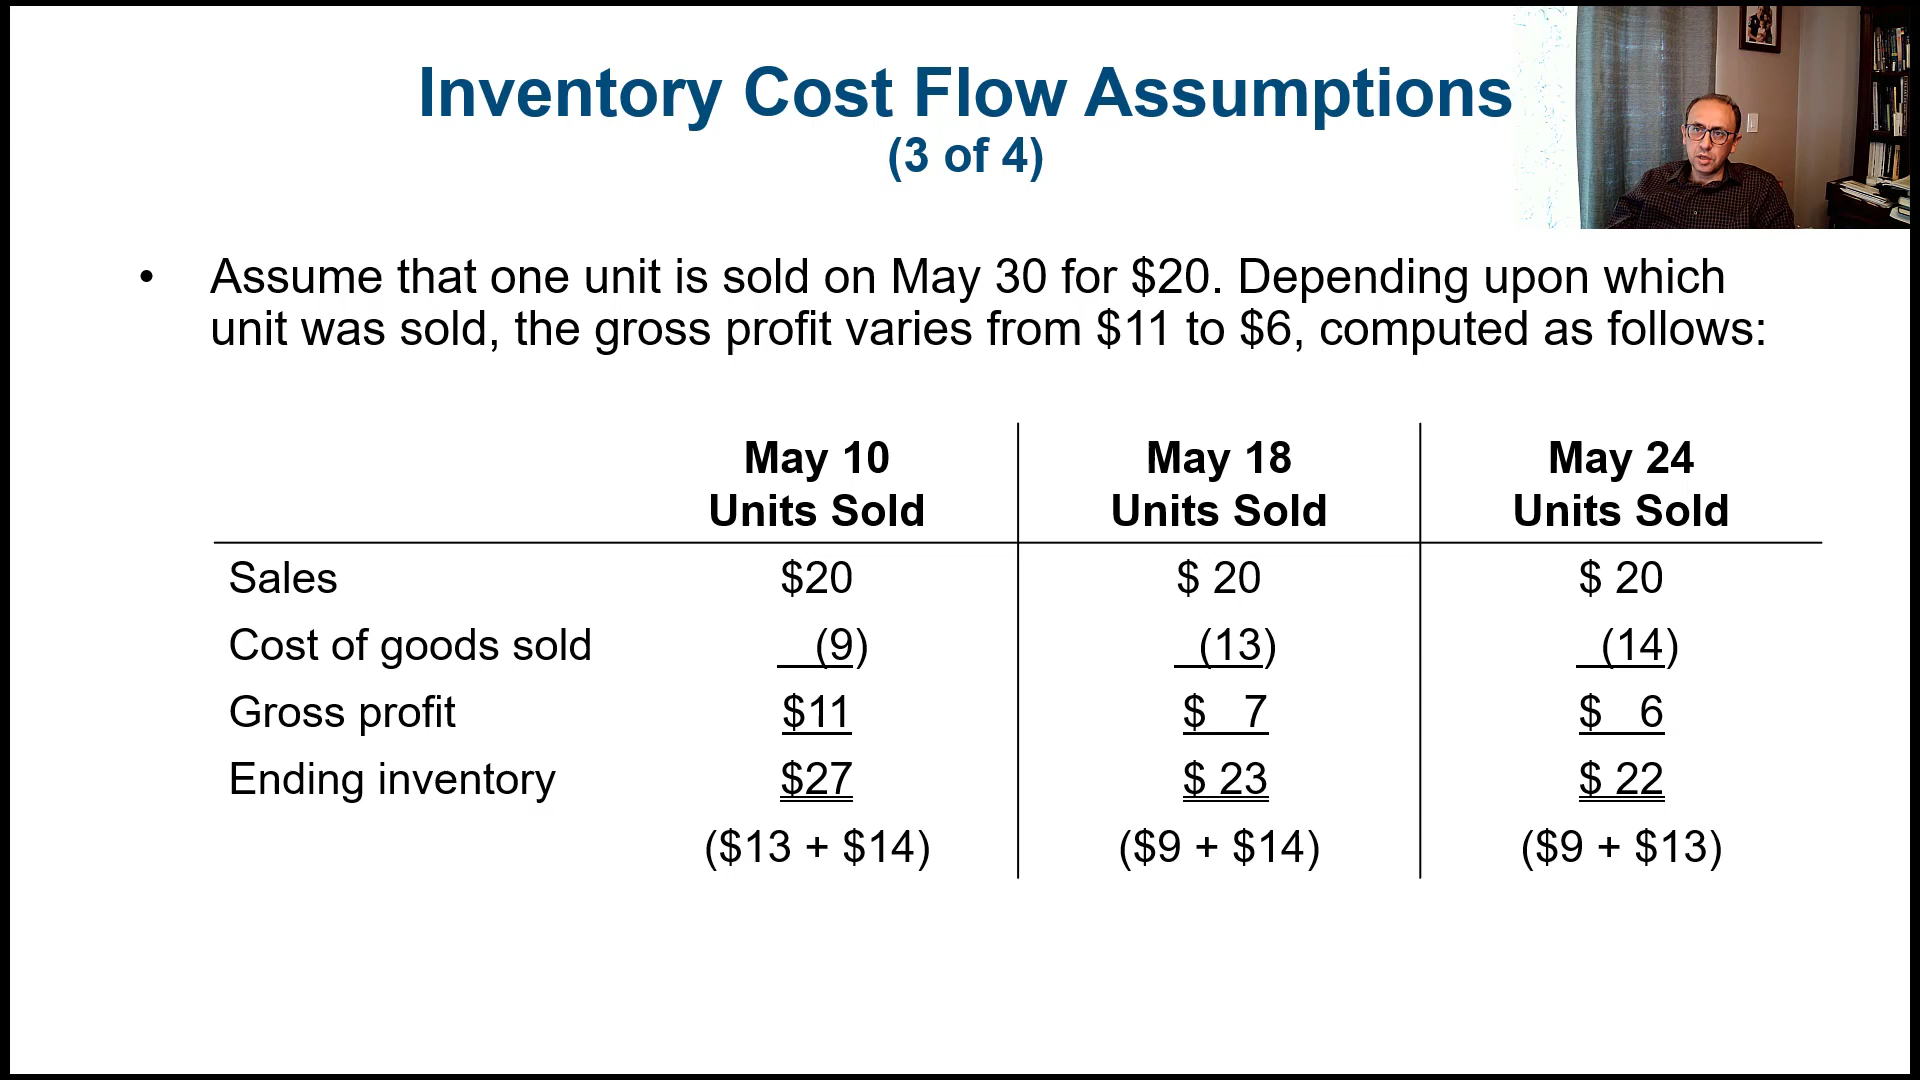 Inventory Cost Flow Assumptions
(3 of 4)
• Assume that one unit is sold on May 30 for $20. Depending upon which
unit was sold, the gross profit varies from $11 to $6, computed as follows:
May 10 May 18 May 24
Units Sold Units Sold Units Sold
Sales $20 $ 20 $ 20
Cost of goods sold (9) (13) (14)
Gross profit $11 $ 7 $ 6
Ending inventory $27 $ 23 $ 22
($13 + $14) ($9 + $14) ($9 + $13)